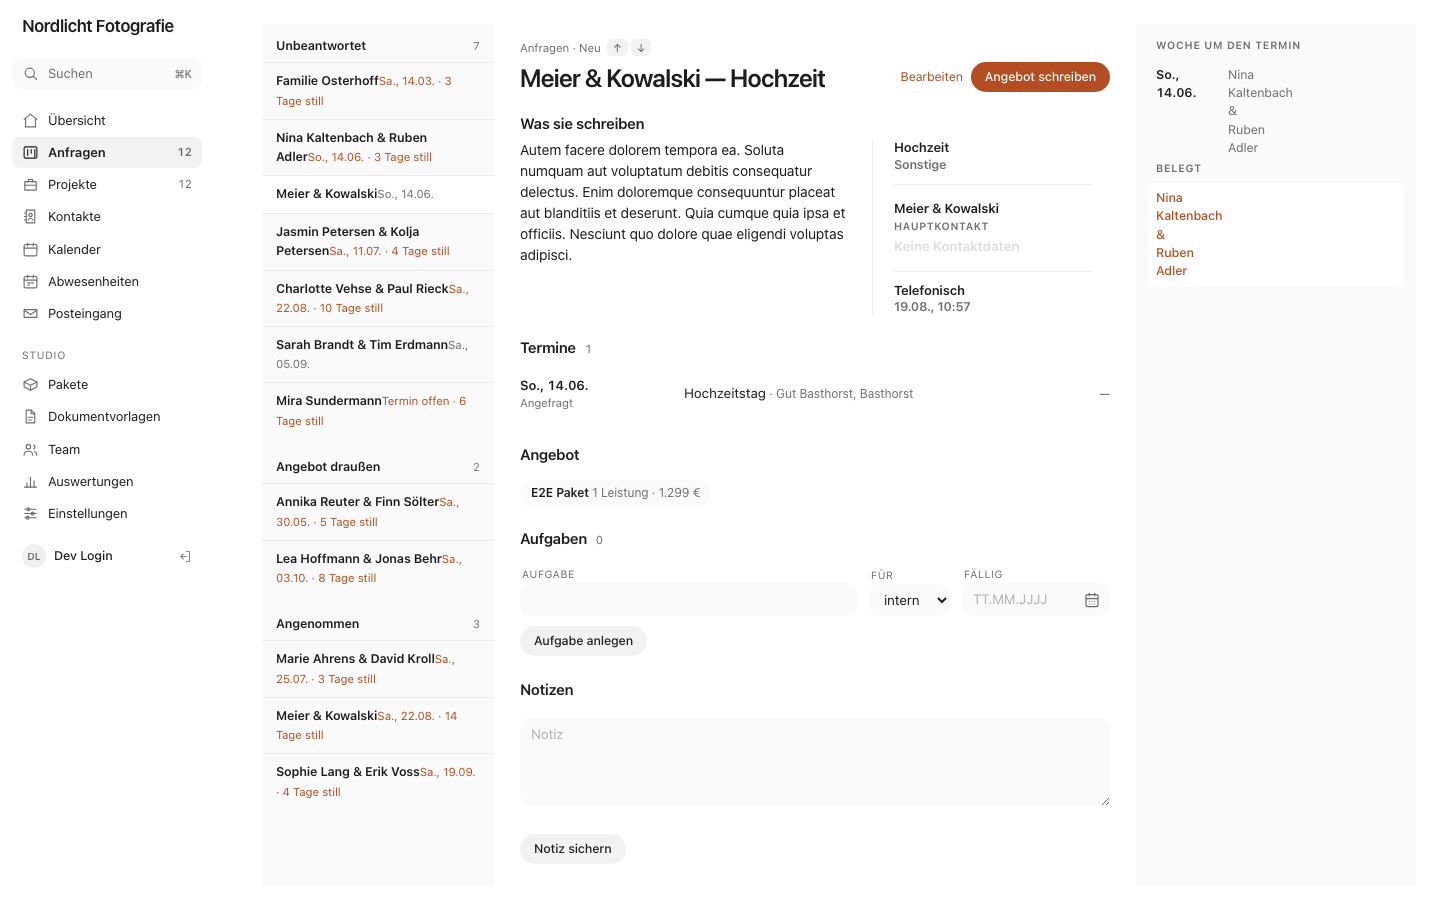 Nordlicht Fotografie
Suchen ⌘K
Übersicht
Anfragen 12
Projekte 12
Kontakte
Kalender
Abwesenheiten
Posteingang
STUDIO
Pakete
Dokumentvorlagen
Team
Auswertungen
Einstellungen
DL Dev Login
Unbeantwortet 7
Familie OsterhoffSa., 14.03. · 3
Tage still
Nina Kaltenbach & Ruben
AdlerSo., 14.06. · 3 Tage still
Meier & KowalskiSo., 14.06.
Jasmin Petersen & Kolja
PetersenSa., 11.07. · 4 Tage still
Charlotte Vehse & Paul RieckSa.,
22.08. · 10 Tage still
Sarah Brandt & Tim ErdmannSa.,
05.09.
Mira SundermannTermin offen · 6
Tage still
Angebot draußen 2
Annika Reuter & Finn SölterSa.,
30.05. · 5 Tage still
Lea Hoffmann & Jonas BehrSa.,
03.10. · 8 Tage still
Angenommen 3
Marie Ahrens & David KrollSa.,
25.07. · 3 Tage still
Meier & KowalskiSa., 22.08. · 14
Tage still
Sophie Lang & Erik VossSa., 19.09.
· 4 Tage still
Anfragen · Neu ↑ ↓
Meier & Kowalski — Hochzeit
Bearbeiten Angebot schreiben
Was sie schreiben
Autem facere dolorem tempora ea. Soluta
numquam aut voluptatum debitis consequatur
delectus. Enim doloremque consequuntur placeat
aut blanditiis et deserunt. Quia cumque quia ipsa et
officiis. Nesciunt quo dolore quae eligendi voluptas
adipisci.
Hochzeit
Sonstige
Meier & Kowalski
HAUPTKONTAKT
Keine Kontaktdaten
Telefonisch
19.08., 10:57
Termine 1
So., 14.06.
Angefragt
Hochzeitstag · Gut Basthorst, Basthorst —
Angebot
E2E Paket 1 Leistung · 1.299 €
Aufgaben 0
AUFGABE FÜR FÄLLIG
intern TT.MM.JJJJ
Aufgabe anlegen
Notizen
Notiz
Notiz sichern
WOCHE UM DEN TERMIN
So.,
14.06.
Nina
Kaltenbach
&
Ruben
Adler
BELEGT
Nina
Kaltenbach
&
Ruben
Adler